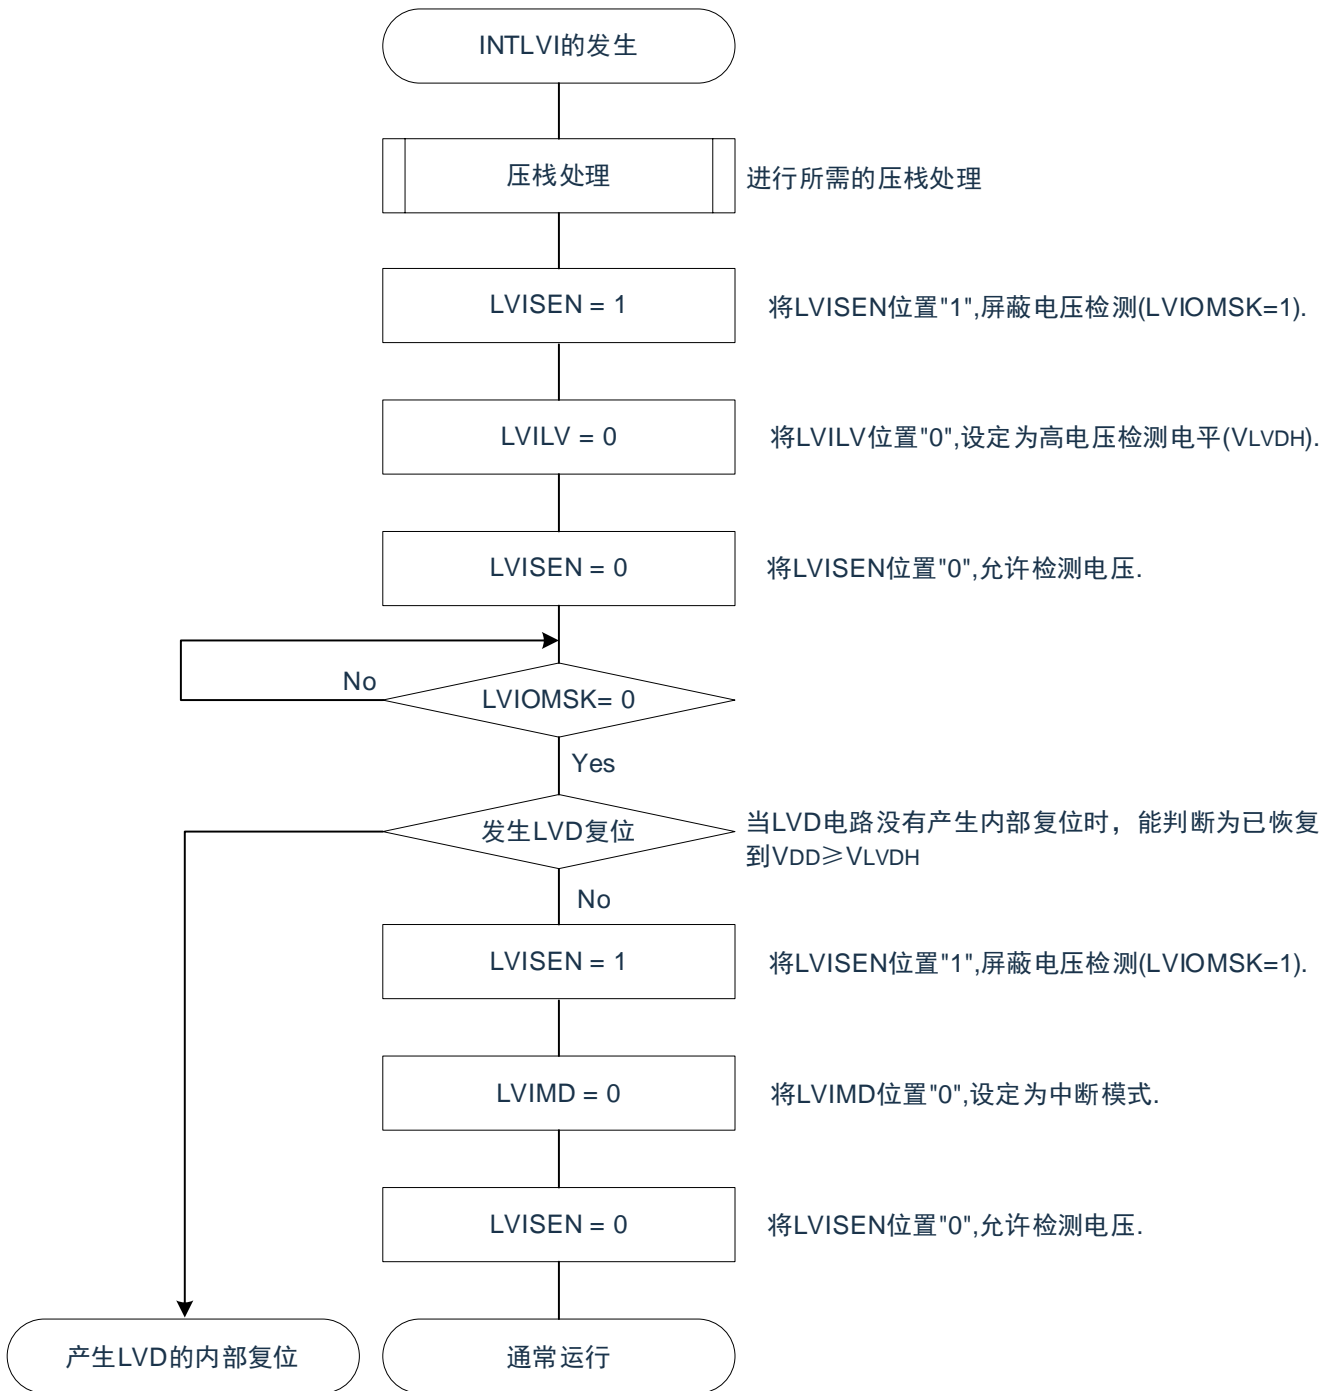 INTLVI的发生
压栈处理
进行所需的压栈处理
LVISEN = 1
将LVISEN位置"1",屏蔽电压检测(LVIOMSK=1).
LVILV = 0
将LVILV位置"0",设定为高电压检测电平(VLVDH).
LVISEN = 0
将LVISEN位置"0",允许检测电压.
No
LVIOMSK= 0
Yes
发生LVD复位
当LVD电路没有产生内部复位时，能判断为已恢复
到VDD≥VLVDH
No
LVISEN = 1
将LVISEN位置"1",屏蔽电压检测(LVIOMSK=1).
LVIMD = 0
将LVIMD位置"0",设定为中断模式.
LVISEN = 0
将LVISEN位置"0",允许检测电压.
产生LVD的内部复位
通常运行